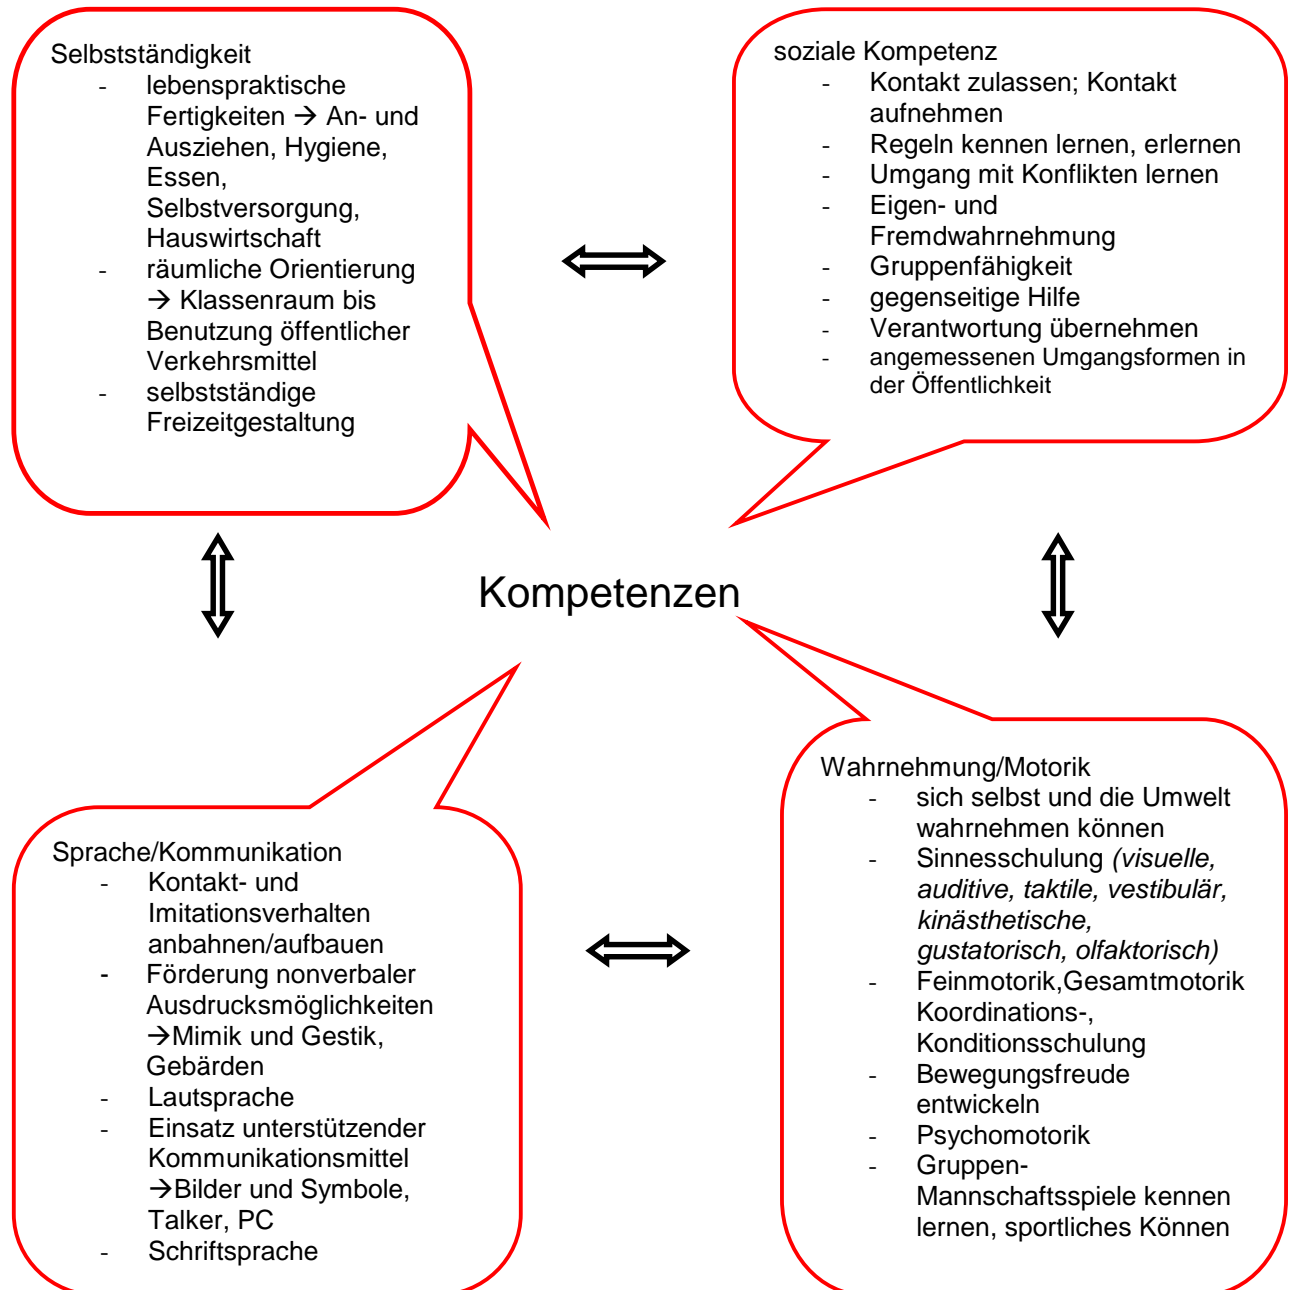 Selbstständigkeit
- lebenspraktische
Fertigkeiten → An- und
Ausziehen, Hygiene,
Essen,
Selbstversorgung,
Hauswirtschaft
- räumliche Orientierung
→ Klassenraum bis
Benutzung öffentlicher
Verkehrsmittel
- selbstständige
Freizeitgestaltung
soziale Kompetenz
- Kontakt zulassen; Kontakt
aufnehmen
- Regeln kennen lernen, erlernen
- Umgang mit Konflikten lernen
- Eigen- und
Fremdwahrnehmung
- Gruppenfähigkeit
- gegenseitige Hilfe
- Verantwortung übernehmen
- angemessenen Umgangsformen in
der Öffentlichkeit
Kompetenzen
Sprache/Kommunikation
- Kontakt- und
Imitationsverhalten
anbahnen/aufbauen
- Förderung nonverbaler
Ausdrucksmöglichkeiten
→Mimik und Gestik,
Gebärden
- Lautsprache
- Einsatz unterstützender
Kommunikationsmittel
→Bilder und Symbole,
Talker, PC
- Schriftsprache
Wahrnehmung/Motorik
- sich selbst und die Umwelt
wahrnehmen können
- Sinnesschulung (visuelle,
auditive, taktile, vestibulär,
kinästhetische,
gustatorisch, olfaktorisch)
- Feinmotorik,Gesamtmotorik
Koordinations-,
Konditionsschulung
- Bewegungsfreude
entwickeln
- Psychomotorik
- Gruppen-
Mannschaftsspiele kennen
lernen, sportliches Können